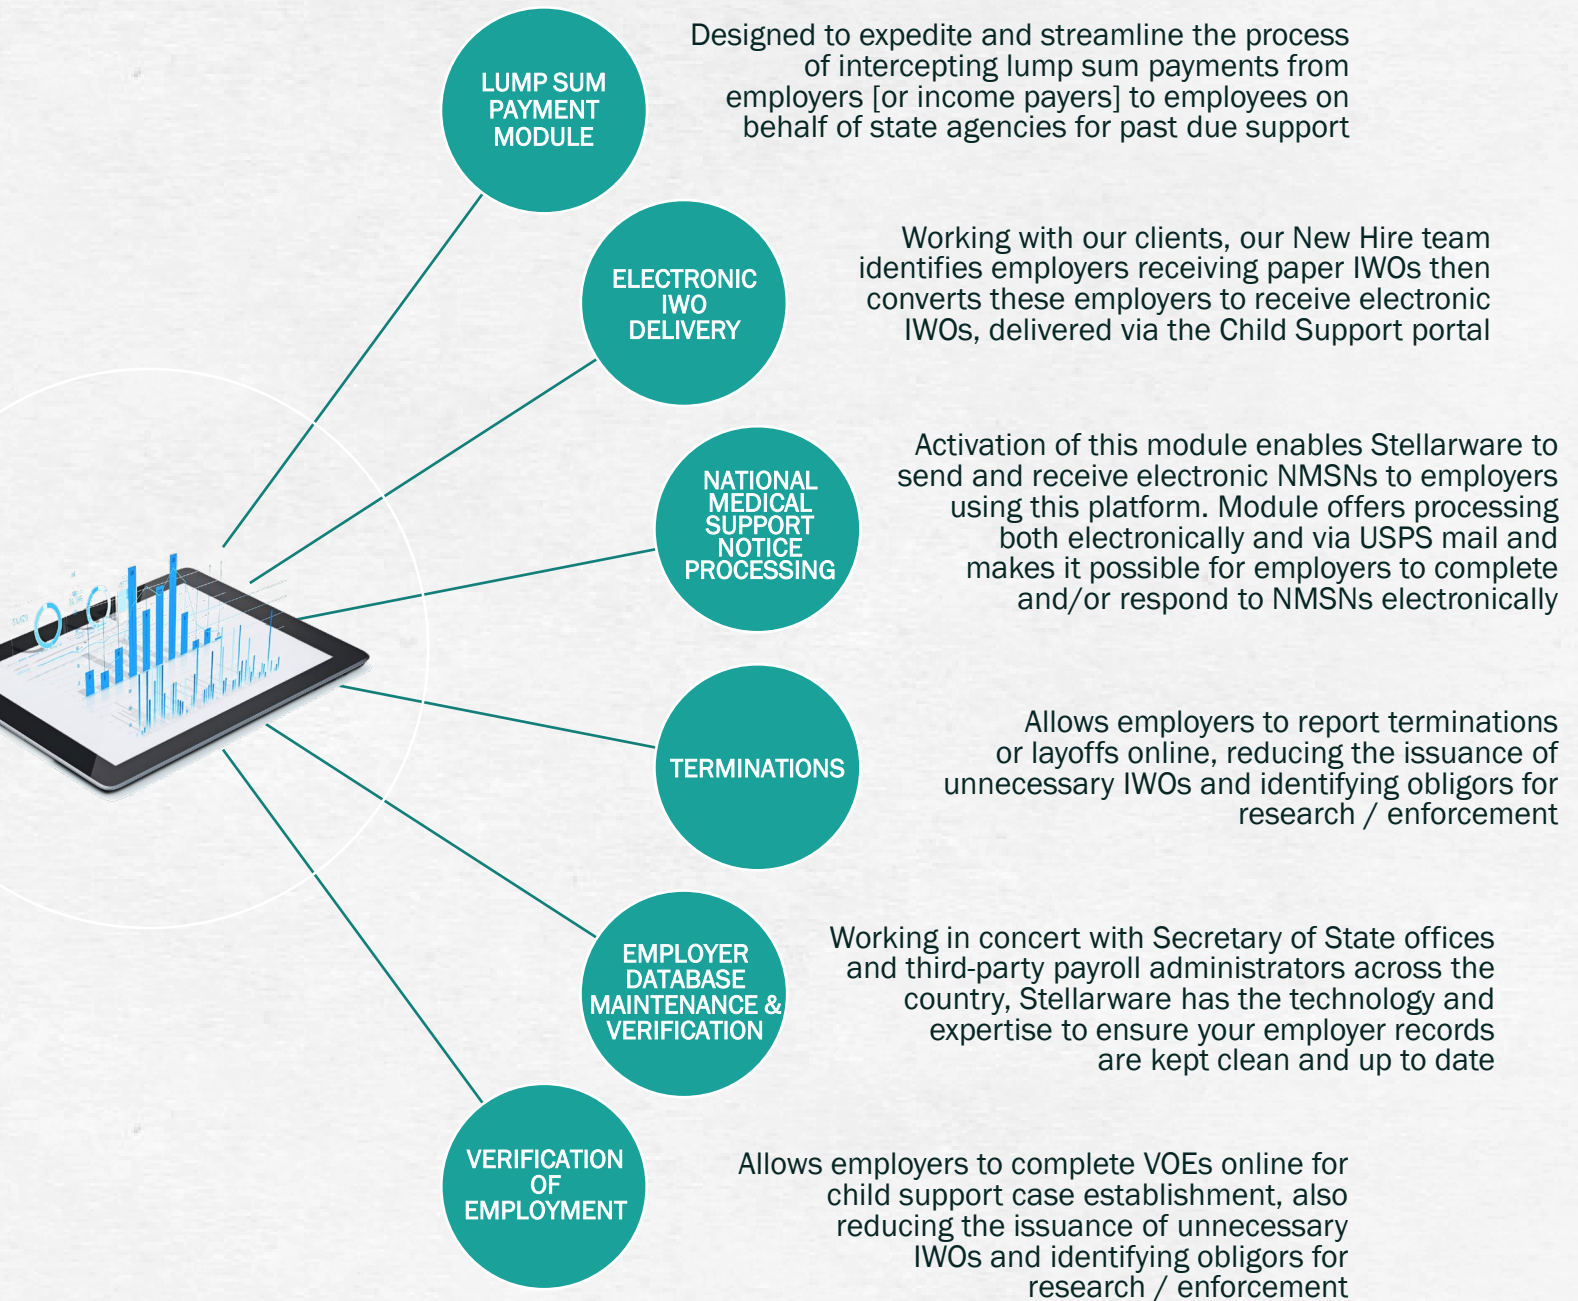 LUMP SUM
PAYMENT
MODULE
Designed to expedite and streamline the process
of intercepting lump sum payments from
employers [or income payers] to employees on
behalf of state agencies for past due support
ELECTRONIC
IWO
DELIVERY
Working with our clients, our New Hire team
identifies employers receiving paper IWOs then
converts these employers to receive electronic
IWOs, delivered via the Child Support portal
NATIONAL
MEDICAL
SUPPORT
NOTICE
PROCESSING
Activation of this module enables Stellarware to
send and receive electronic NMSNs to employers
using this platform. Module offers processing
both electronically and via USPS mail and
makes it possible for employers to complete
and/or respond to NMSNs electronically
TERMINATIONS
Allows employers to report terminations
or layoffs online, reducing the issuance of
unnecessary IWOs and identifying obligors for
research / enforcement
EMPLOYER
DATABASE
MAINTENANCE &
VERIFICATION
Working in concert with Secretary of State offices
and third-party payroll administrators across the
country, Stellarware has the technology and
expertise to ensure your employer records
are kept clean and up to date
VERIFICATION
OF
EMPLOYMENT
Allows employers to complete VOEs online for
child support case establishment, also
reducing the issuance of unnecessary
IWOs and identifying obligors for
research / enforcement